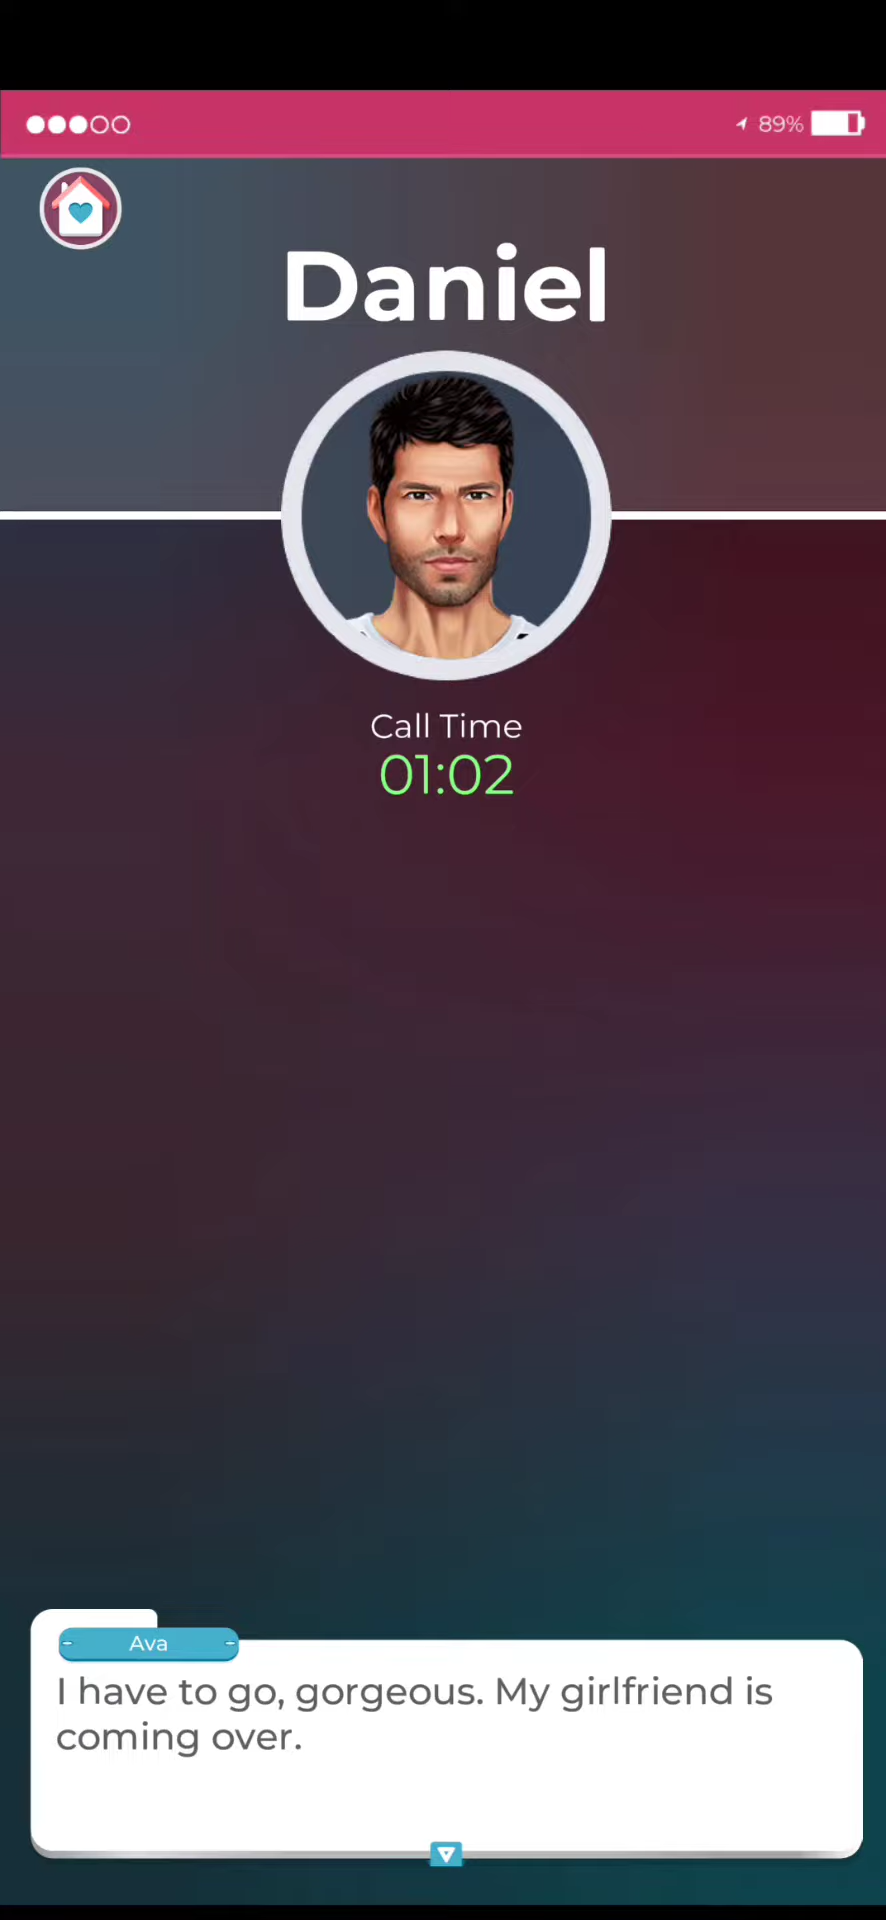 89%
Daniel
Call Time
01:02
Ava
I have to go, gorgeous. My girlfriend is
coming over.